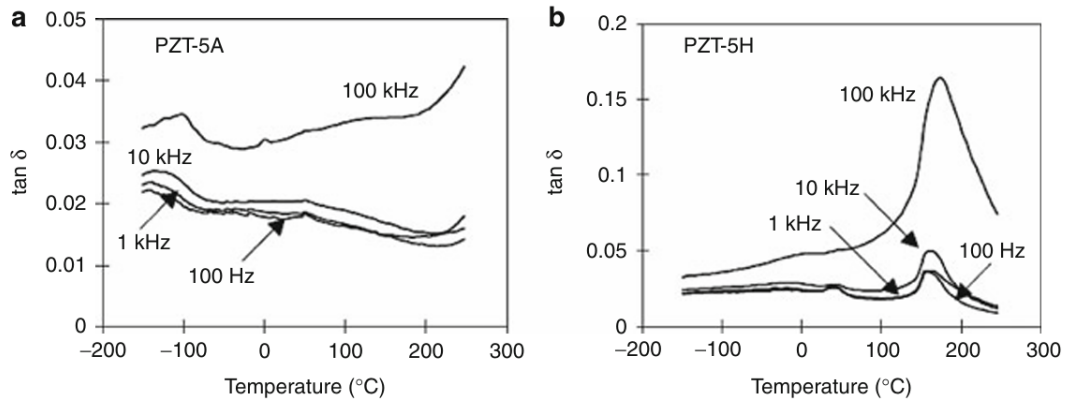 a
PZT-5A
100 kHz
10 kHz
1 kHz
100 Hz
tan δ
0.05
0.04
0.03
0.02
0.01
0
−200
−100
0
100
200
300
Temperature (°C)
b
PZT-5H
100 kHz
10 kHz
1 kHz
100 Hz
tan δ
0.2
0.15
0.1
0.05
0
−200
−100
0
100
200
300
Temperature (°C)